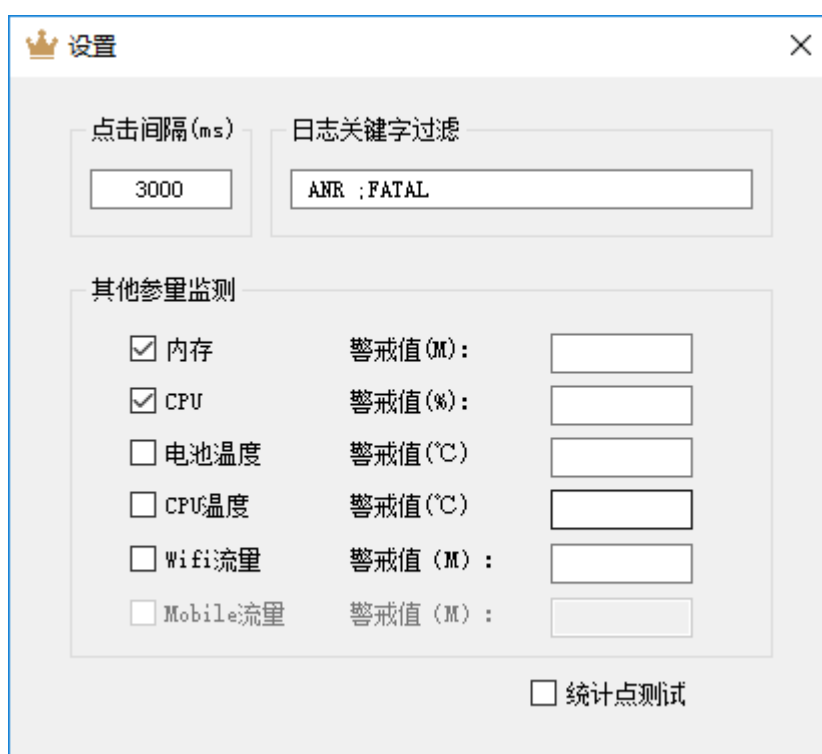 设置
点击间隔(ms)
日志关键字过滤
3000
ANR ;FATAL
其他参量监测
内存 警戒值(M):
CPU 警戒值(%):
电池温度 警戒值(℃)
CPU温度 警戒值(℃)
Wifi流量 警戒值 (M) :
Mobile流量 警戒值 (M) :
统计点测试